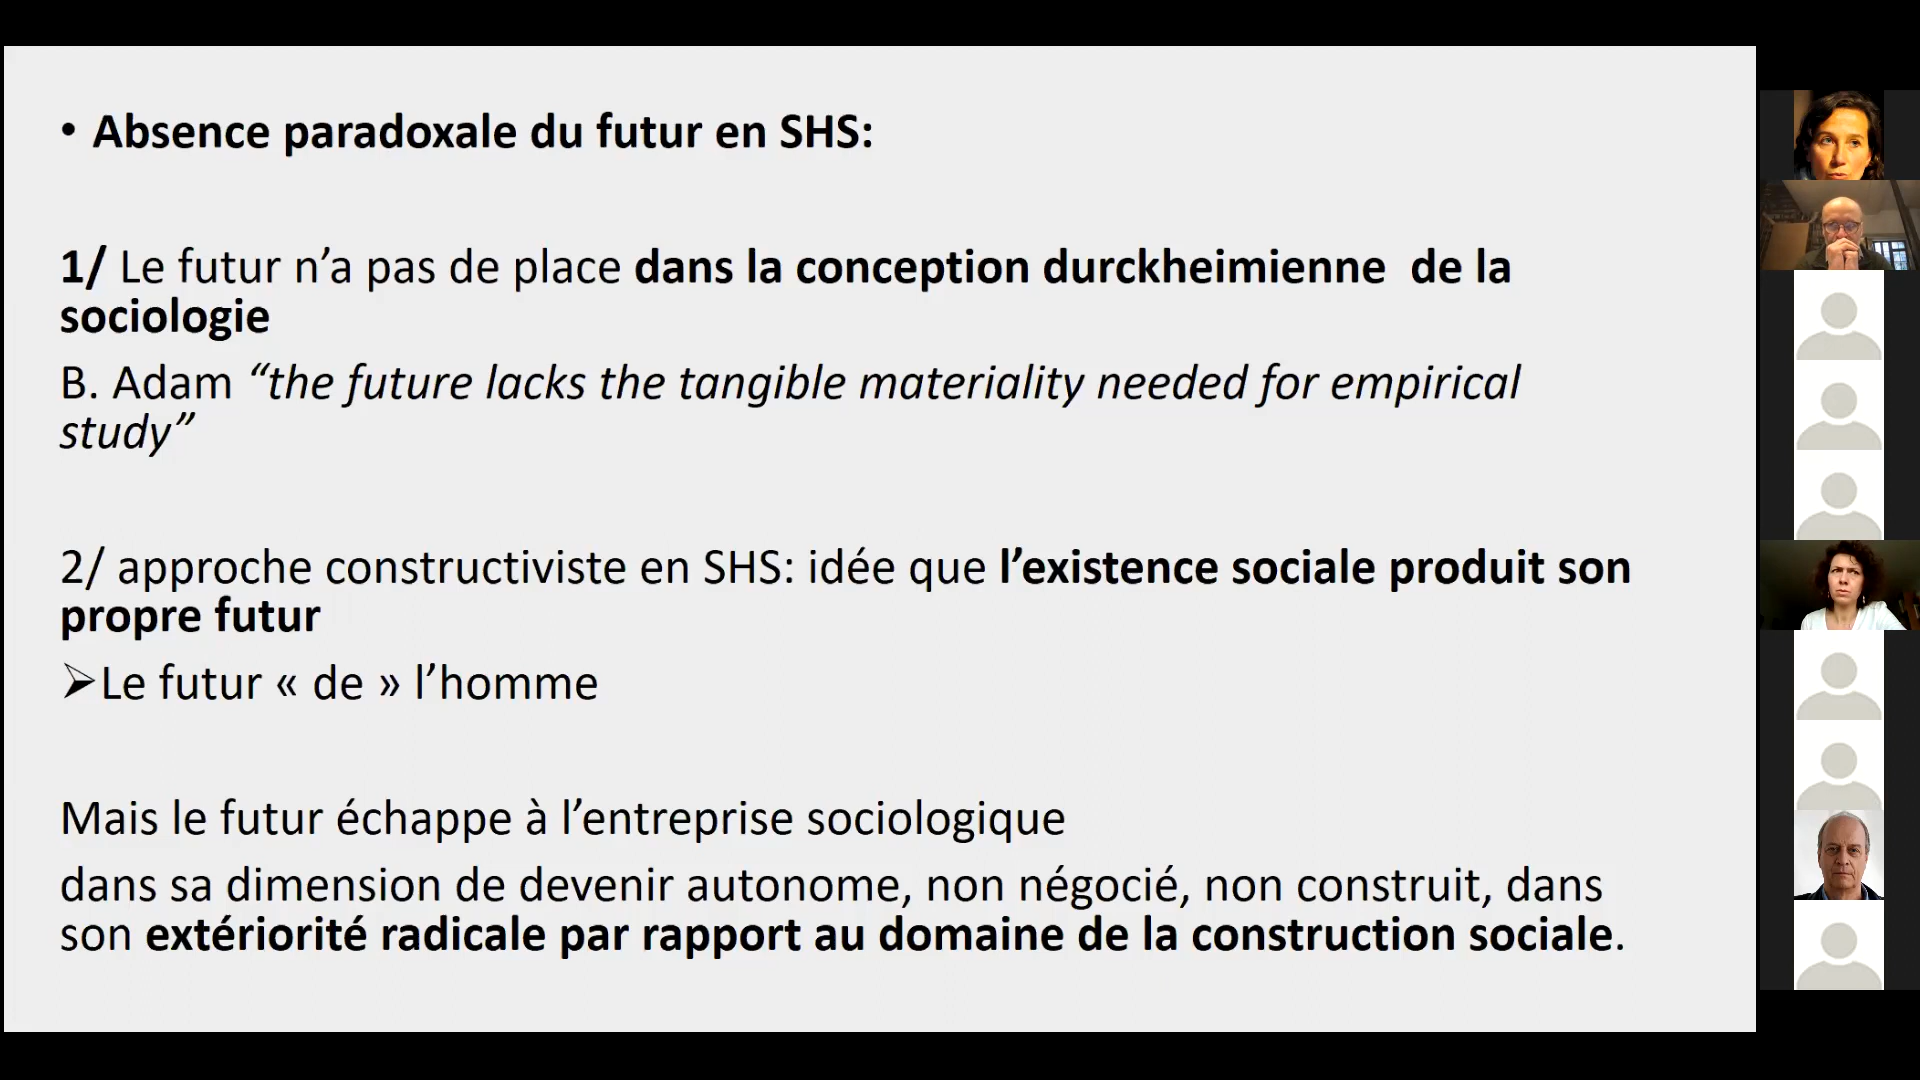 • Absence paradoxale du futur en SHS:
1/ Le futur n’a pas de place dans la conception durckheimienne  de la
sociologie
B. Adam “the future lacks the tangible materiality needed for empirical
study”
2/ approche constructiviste en SHS: idée que l’existence sociale produit son
propre futur
➢Le futur « de » l’homme
Mais le futur échappe à l’entreprise sociologique
dans sa dimension de devenir autonome, non négocié, non construit, dans
son extériorité radicale par rapport au domaine de la construction sociale.